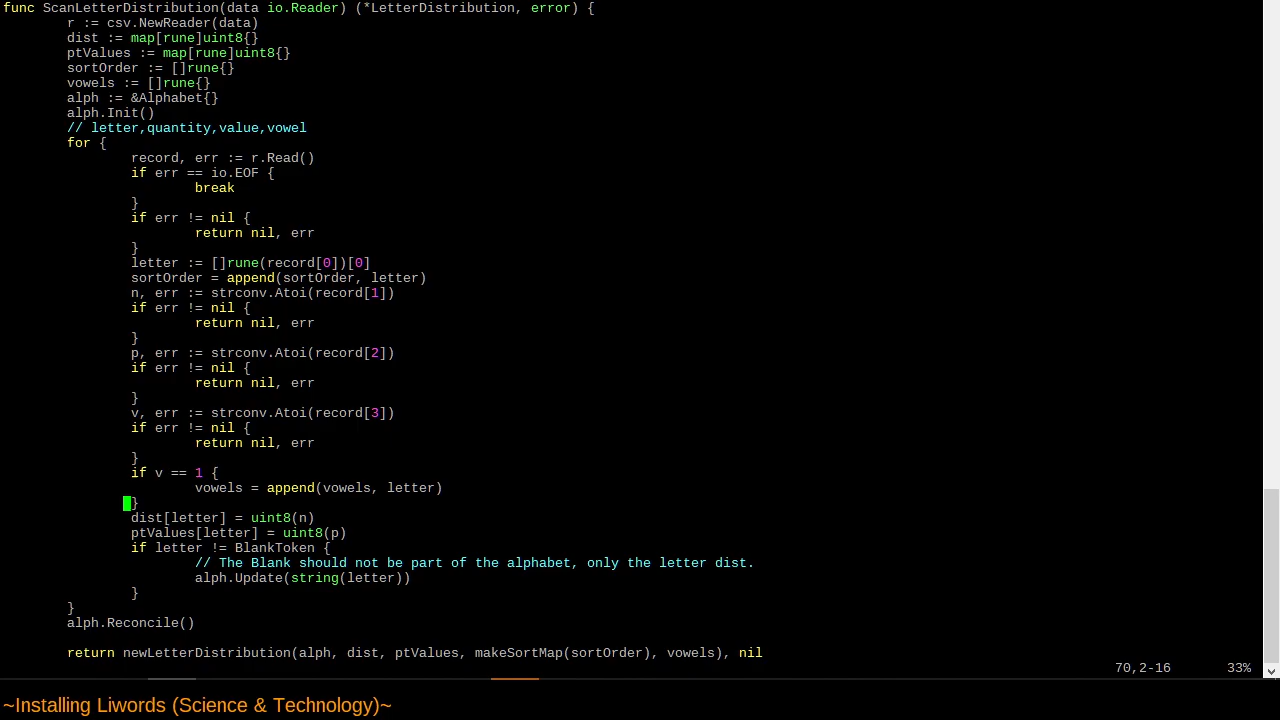 func ScanLetterDistribution(data io.Reader) (*LetterDistribution, error) {
        r := csv.NewReader(data)
        dist := map[rune]uint8{}
        ptValues := map[rune]uint8{}
        sortOrder := []rune{}
        vowels := []rune{}
        alph := &Alphabet{}
        alph.Init()
        // letter,quantity,value,vowel
        for {
                record, err := r.Read()
                if err == io.EOF {
                        break
                }
                if err != nil {
                        return nil, err
                }
                letter := []rune(record[0])[0]
                sortOrder = append(sortOrder, letter)
                n, err := strconv.Atoi(record[1])
                if err != nil {
                        return nil, err
                }
                p, err := strconv.Atoi(record[2])
                if err != nil {
                        return nil, err
                }
                v, err := strconv.Atoi(record[3])
                if err != nil {
                        return nil, err
                }
                if v == 1 {
                        vowels = append(vowels, letter)
                }
                dist[letter] = uint8(n)
                ptValues[letter] = uint8(p)
                if letter != BlankToken {
                        // The Blank should not be part of the alphabet, only the letter dist.
                        alph.Update(string(letter))
                }
        }
        alph.Reconcile()

        return newLetterDistribution(alph, dist, ptValues, makeSortMap(sortOrder), vowels), nil
70,2-16 33%
~Installing Liwords (Science & Technology)~